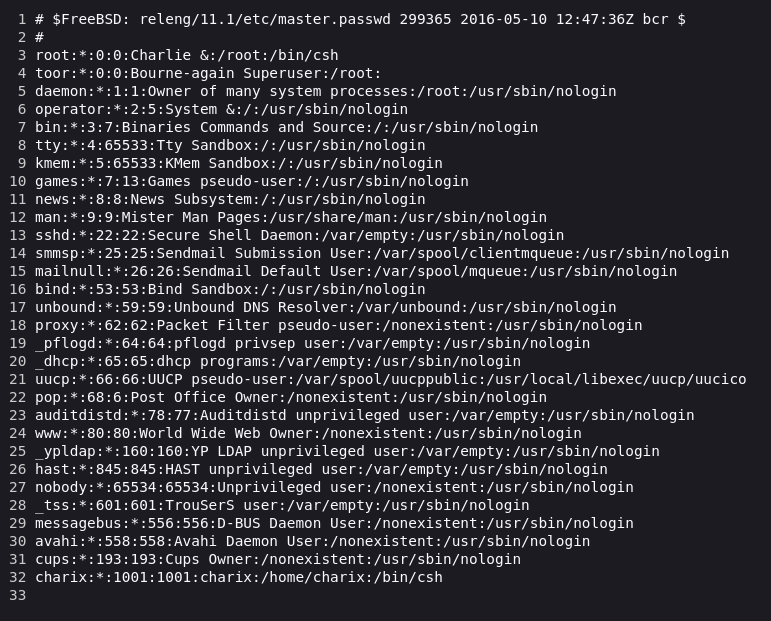 1 # $FreeBSD: releng/11.1/etc/master.passwd 299365 2016-05-10 12:47:36Z bcr $
2 #
3 root:*:0:0:Charlie &:/root:/bin/csh
4 toor:*:0:0:Bourne-again Superuser:/root:
5 daemon:*:1:1:Owner of many system processes:/root:/usr/sbin/nologin
6 operator:*:2:5:System &:/:/usr/sbin/nologin
7 bin:*:3:7:Binaries Commands and Source:/:/usr/sbin/nologin
8 tty:*:4:65533:Tty Sandbox:/:/usr/sbin/nologin
9 kmem:*:5:65533:KMem Sandbox:/:/usr/sbin/nologin
10 games:*:7:13:Games pseudo-user:/:/usr/sbin/nologin
11 news:*:8:8:News Subsystem:/:/usr/sbin/nologin
12 man:*:9:9:Mister Man Pages:/usr/share/man:/usr/sbin/nologin
13 sshd:*:22:22:Secure Shell Daemon:/var/empty:/usr/sbin/nologin
14 smmsp:*:25:25:Sendmail Submission User:/var/spool/clientmqueue:/usr/sbin/nologin
15 mailnull:*:26:26:Sendmail Default User:/var/spool/mqueue:/usr/sbin/nologin
16 bind:*:53:53:Bind Sandbox:/:/usr/sbin/nologin
17 unbound:*:59:59:Unbound DNS Resolver:/var/unbound:/usr/sbin/nologin
18 proxy:*:62:62:Packet Filter pseudo-user:/nonexistent:/usr/sbin/nologin
19 _pflogd:*:64:64:pflogd privsep user:/var/empty:/usr/sbin/nologin
20 _dhcp:*:65:65:dhcp programs:/var/empty:/usr/sbin/nologin
21 uucp:*:66:66:UUCP pseudo-user:/var/spool/uucppublic:/usr/local/libexec/uucp/uucico
22 pop:*:68:6:Post Office Owner:/nonexistent:/usr/sbin/nologin
23 auditdistd:*:78:77:Auditdistd unprivileged user:/var/empty:/usr/sbin/nologin
24 www:*:80:80:World Wide Web Owner:/nonexistent:/usr/sbin/nologin
25 _ypldap:*:160:160:YP LDAP unprivileged user:/var/empty:/usr/sbin/nologin
26 hast:*:845:845:HAST unprivileged user:/var/empty:/usr/sbin/nologin
27 nobody:*:65534:65534:Unprivileged user:/nonexistent:/usr/sbin/nologin
28 _tss:*:601:601:TrouSerS user:/var/empty:/usr/sbin/nologin
29 messagebus:*:556:556:D-BUS Daemon User:/nonexistent:/usr/sbin/nologin
30 avahi:*:558:558:Avahi Daemon User:/nonexistent:/usr/sbin/nologin
31 cups:*:193:193:Cups Owner:/nonexistent:/usr/sbin/nologin
32 charix:*:1001:1001:charix:/home/charix:/bin/csh
33